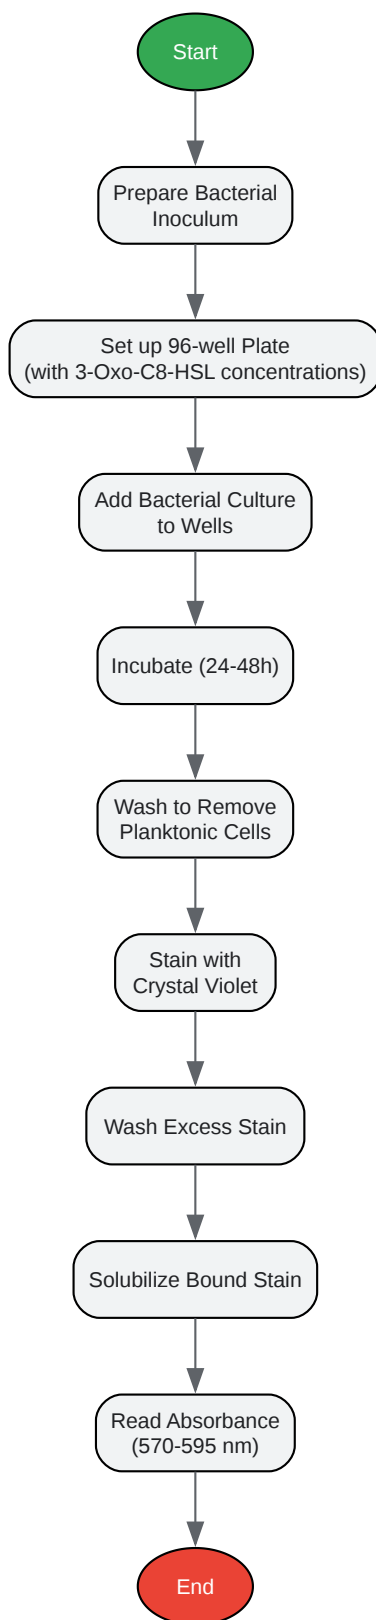 Start
Prepare Bacterial
Inoculum
Set up 96-well Plate
(with 3-Oxo-C8-HSL concentrations)
Add Bacterial Culture
to Wells
Incubate (24-48h)
Wash to Remove
Planktonic Cells
Stain with
Crystal Violet
Wash Excess Stain
Solubilize Bound Stain
Read Absorbance
(570-595 nm)
End